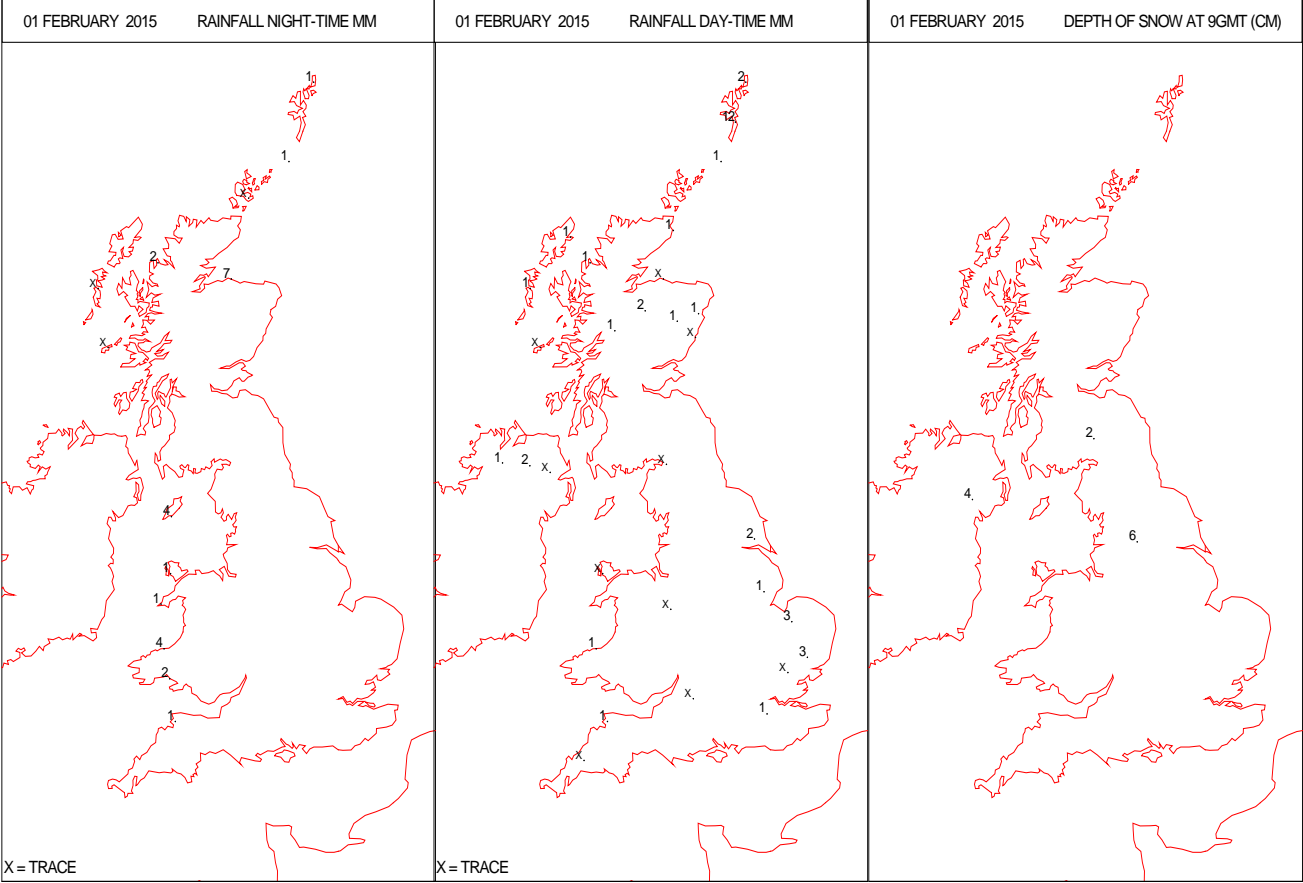 01 FEBRUARY 2015 RAINFALL NIGHT-TIME MM
1
1.
X
2
7
X
X
4
1
1
4
2
1
X = TRACE
01 FEBRUARY 2015 RAINFALL DAY-TIME MM
2
12
1.
1
1
1
X
1
2.
1.
1
1.
X
X
1.
2.
X.
X.
2.
X
1.
X.
3.
1
3.
X.
X.
1.
1
X.
X = TRACE
01 FEBRUARY 2015 DEPTH OF SNOW AT 9GMT (CM)
2.
4.
6.